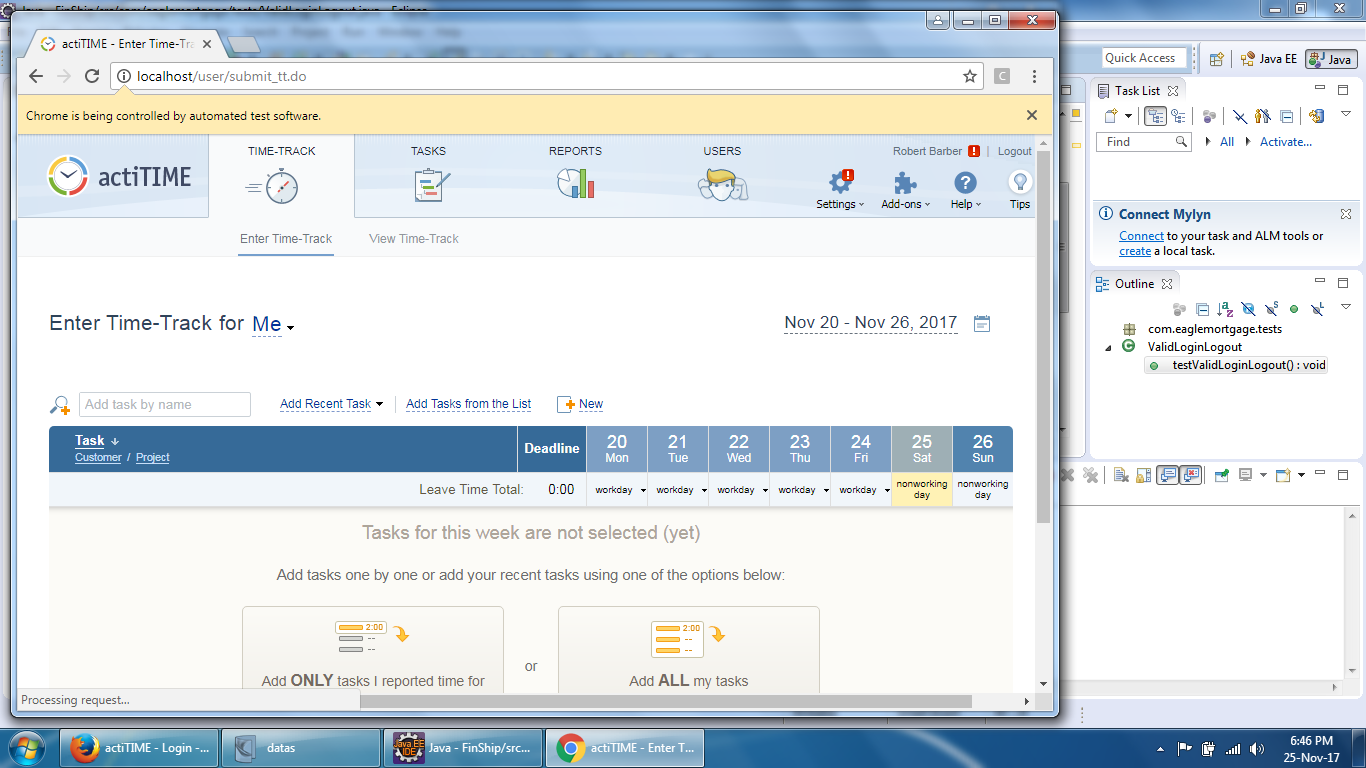 Java - FinShip/src/com/eaglemortgage/tests/ValidLoginLogout.java - Eclipse
actiTIME - Enter Time-Tra
localhost/user/submit_tt.do
C
Chrome is being controlled by automated test software.
actiTIME
TIME-TRACK
TASKS
REPORTS
USERS
Robert Barber ! | Logout
Settings
Add-ons
Help
Tips
Enter Time-Track
View Time-Track
Enter Time-Track for Me
Nov 20 - Nov 26, 2017
Add task by name
Add Recent Task
Add Tasks from the List
New
Task
Customer / Project
Deadline
20 Mon
21 Tue
22 Wed
23 Thu
24 Fri
25 Sat
26 Sun
Leave Time Total: 0:00
workday
workday
workday
workday
workday
nonworking day
nonworking day
Tasks for this week are not selected (yet)
Add tasks one by one or add your recent tasks using one of the options below:
2:00
--
--
Add ONLY tasks I reported time for
or
2:00
--
--
Add ALL my tasks
Processing request...
Quick Access
Java EE
Java
Task List
Find
All
Activate...
Connect Mylyn
Connect to your task and ALM tools or
create a local task.
Outline
com.eaglemortgage.tests
ValidLoginLogout
testValidLoginLogout() : void
actiTIME - Login -...
datas
Java - FinShip/src...
actiTIME - Enter T...
6:46 PM
25-Nov-17